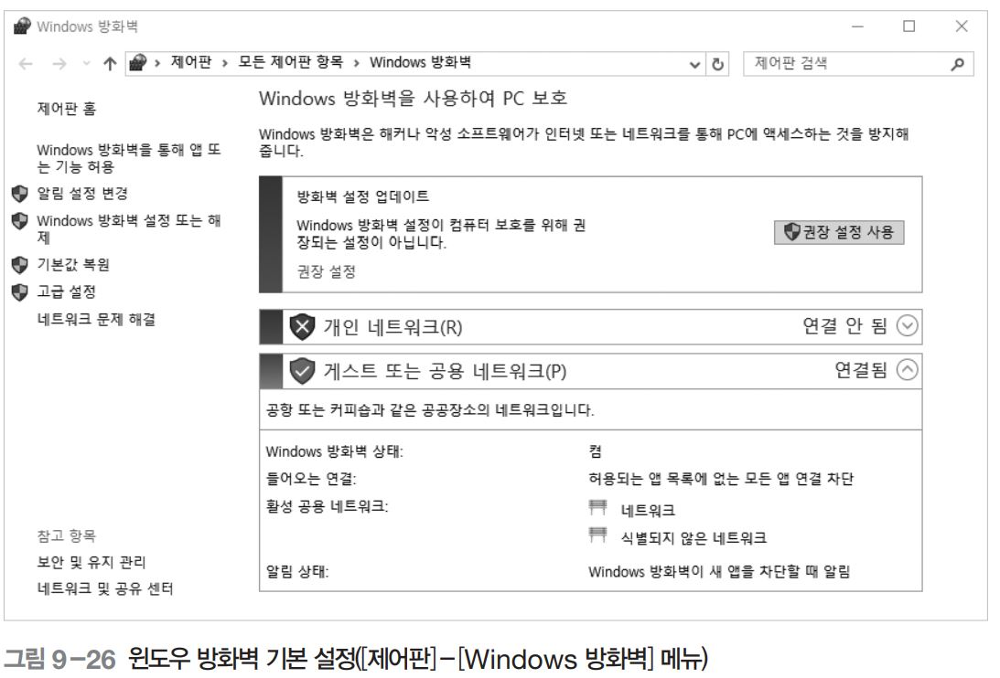 Windows 방화벽
제어판 > 모든 제어판 항목 > Windows 방화벽
제어판 검색
제어판 홈
Windows 방화벽을 통해 앱 또
는 기능 허용
알림 설정 변경
Windows 방화벽 설정 또는 해
제
기본값 복원
고급 설정
네트워크 문제 해결
참고 항목
보안 및 유지 관리
네트워크 및 공유 센터
Windows 방화벽을 사용하여 PC 보호
Windows 방화벽은 해커나 악성 소프트웨어가 인터넷 또는 네트워크를 통해 PC에 액세스하는 것을 방지해
줍니다.
방화벽 설정 업데이트
Windows 방화벽 설정이 컴퓨터 보호를 위해 권
장되는 설정이 아닙니다.
권장 설정 사용
권장 설정
개인 네트워크(R) 연결 안 됨
게스트 또는 공용 네트워크(P) 연결됨
공항 또는 커피숍과 같은 공공장소의 네트워크입니다.
Windows 방화벽 상태: 켬
들어오는 연결: 허용되는 앱 목록에 없는 모든 앱 연결 차단
활성 공용 네트워크: 네트워크
식별되지 않은 네트워크
알림 상태: Windows 방화벽이 새 앱을 차단할 때 알림
그림 9-26 윈도우 방화벽 기본 설정([제어판]-[Windows 방화벽] 메뉴)